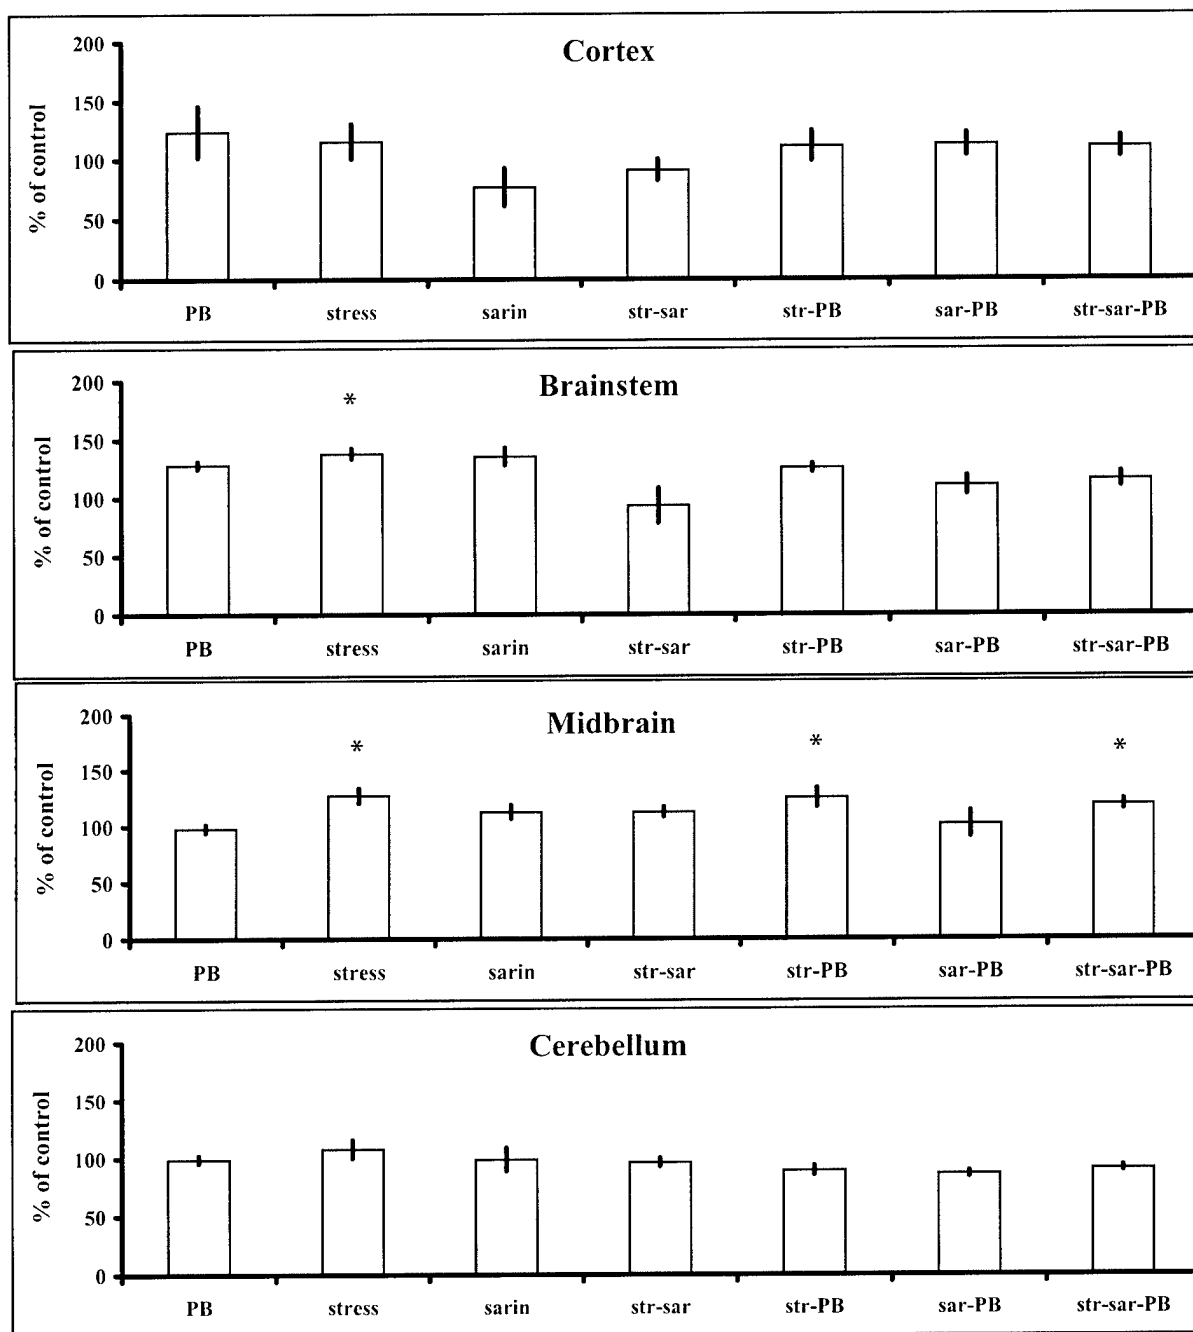 Cortex
% of control
200
150
100
50
0
PB stress sarin str-sar str-PB sar-PB str-sar-PB
Brainstem
% of control
200
150
100
50
0
*
PB stress sarin str-sar str-PB sar-PB str-sar-PB
Midbrain
% of control
200
150
100
50
0
* * *
PB stress sarin str-sar str-PB sar-PB str-sar-PB
Cerebellum
% of control
200
150
100
50
0
PB stress sarin str-sar str-PB sar-PB str-sar-PB